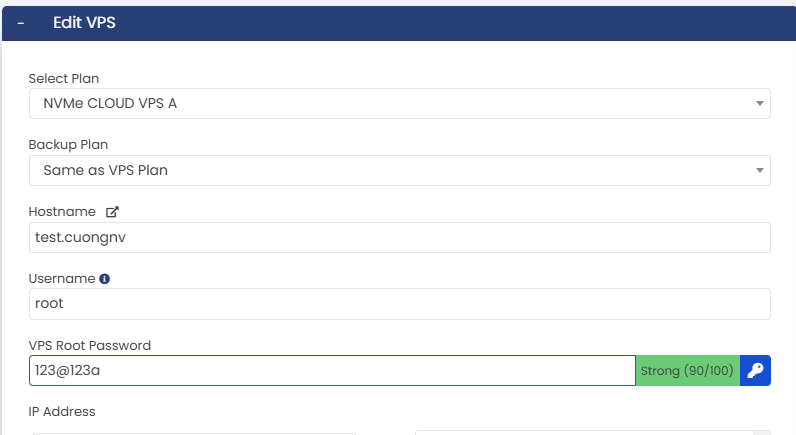 - Edit VPS
Select Plan
NVMe CLOUD VPS A
Backup Plan
Same as VPS Plan
Hostname
test.cuongnv
Username
root
VPS Root Password
123@123a Strong (90/100)
IP Address